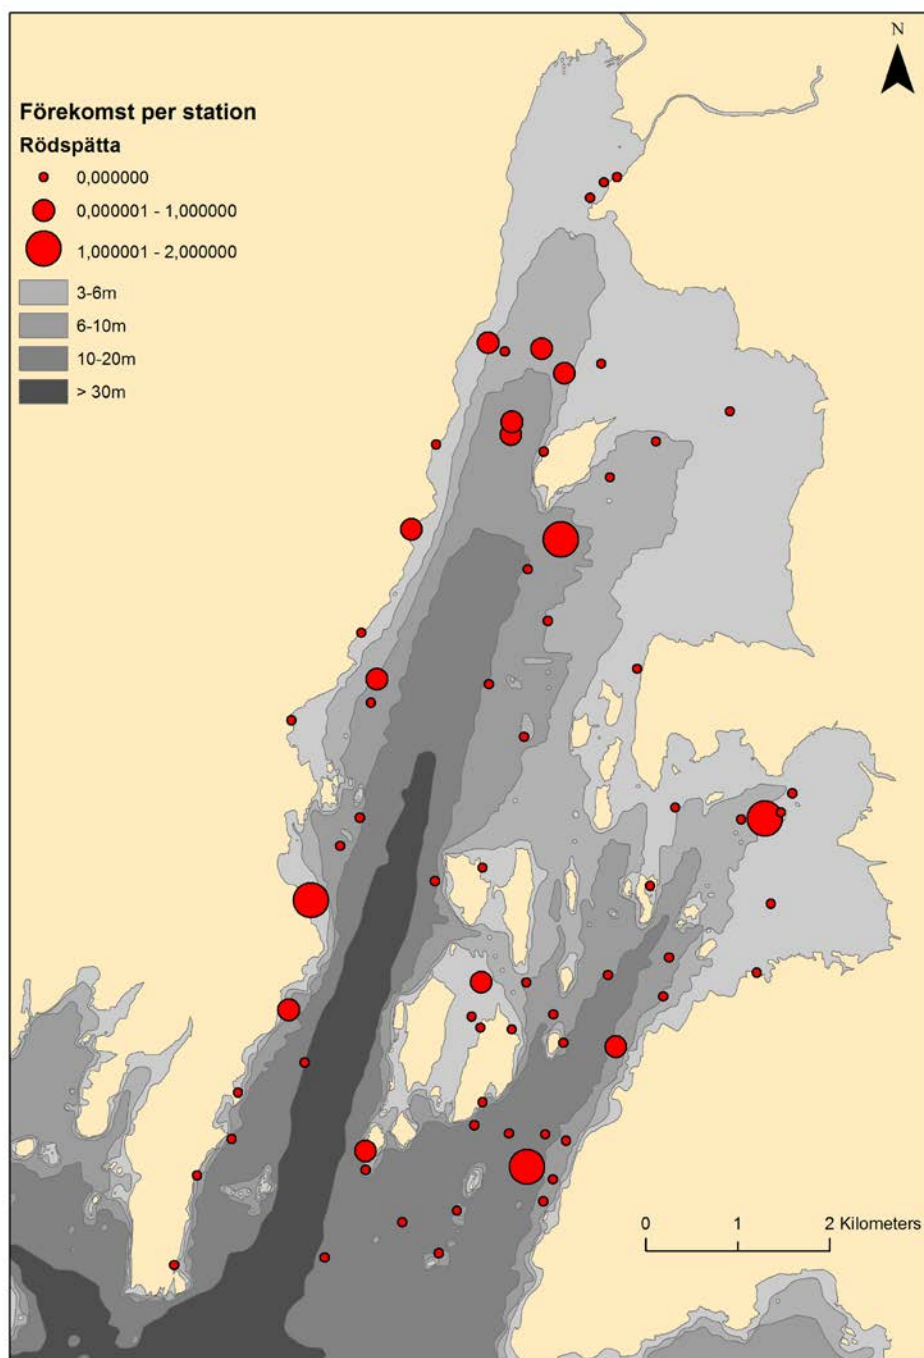 N
Förekomst per station
Rödspätta
0,000000
0,000001 - 1,000000
1,000001 - 2,000000
3-6m
6-10m
10-20m
> 30m
0 1 2 Kilometers